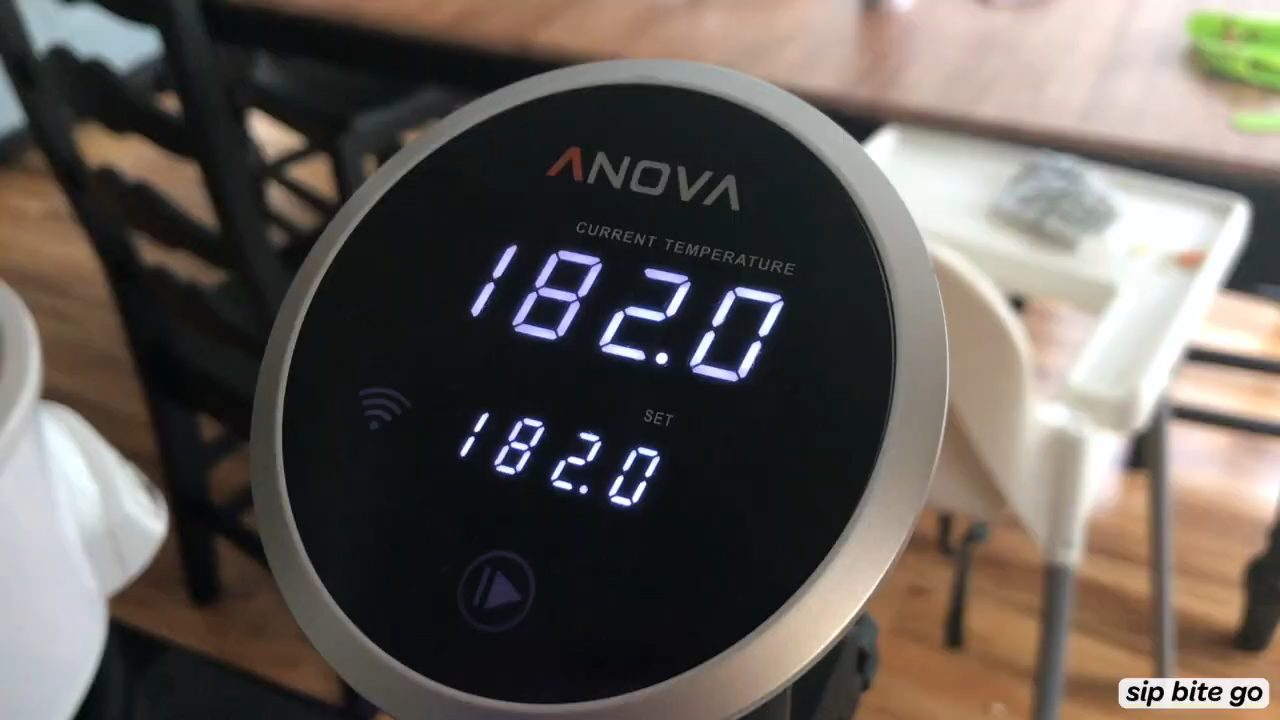 ANOVA
CURRENT TEMPERATURE
182.0
SET
182.0
sip bite go